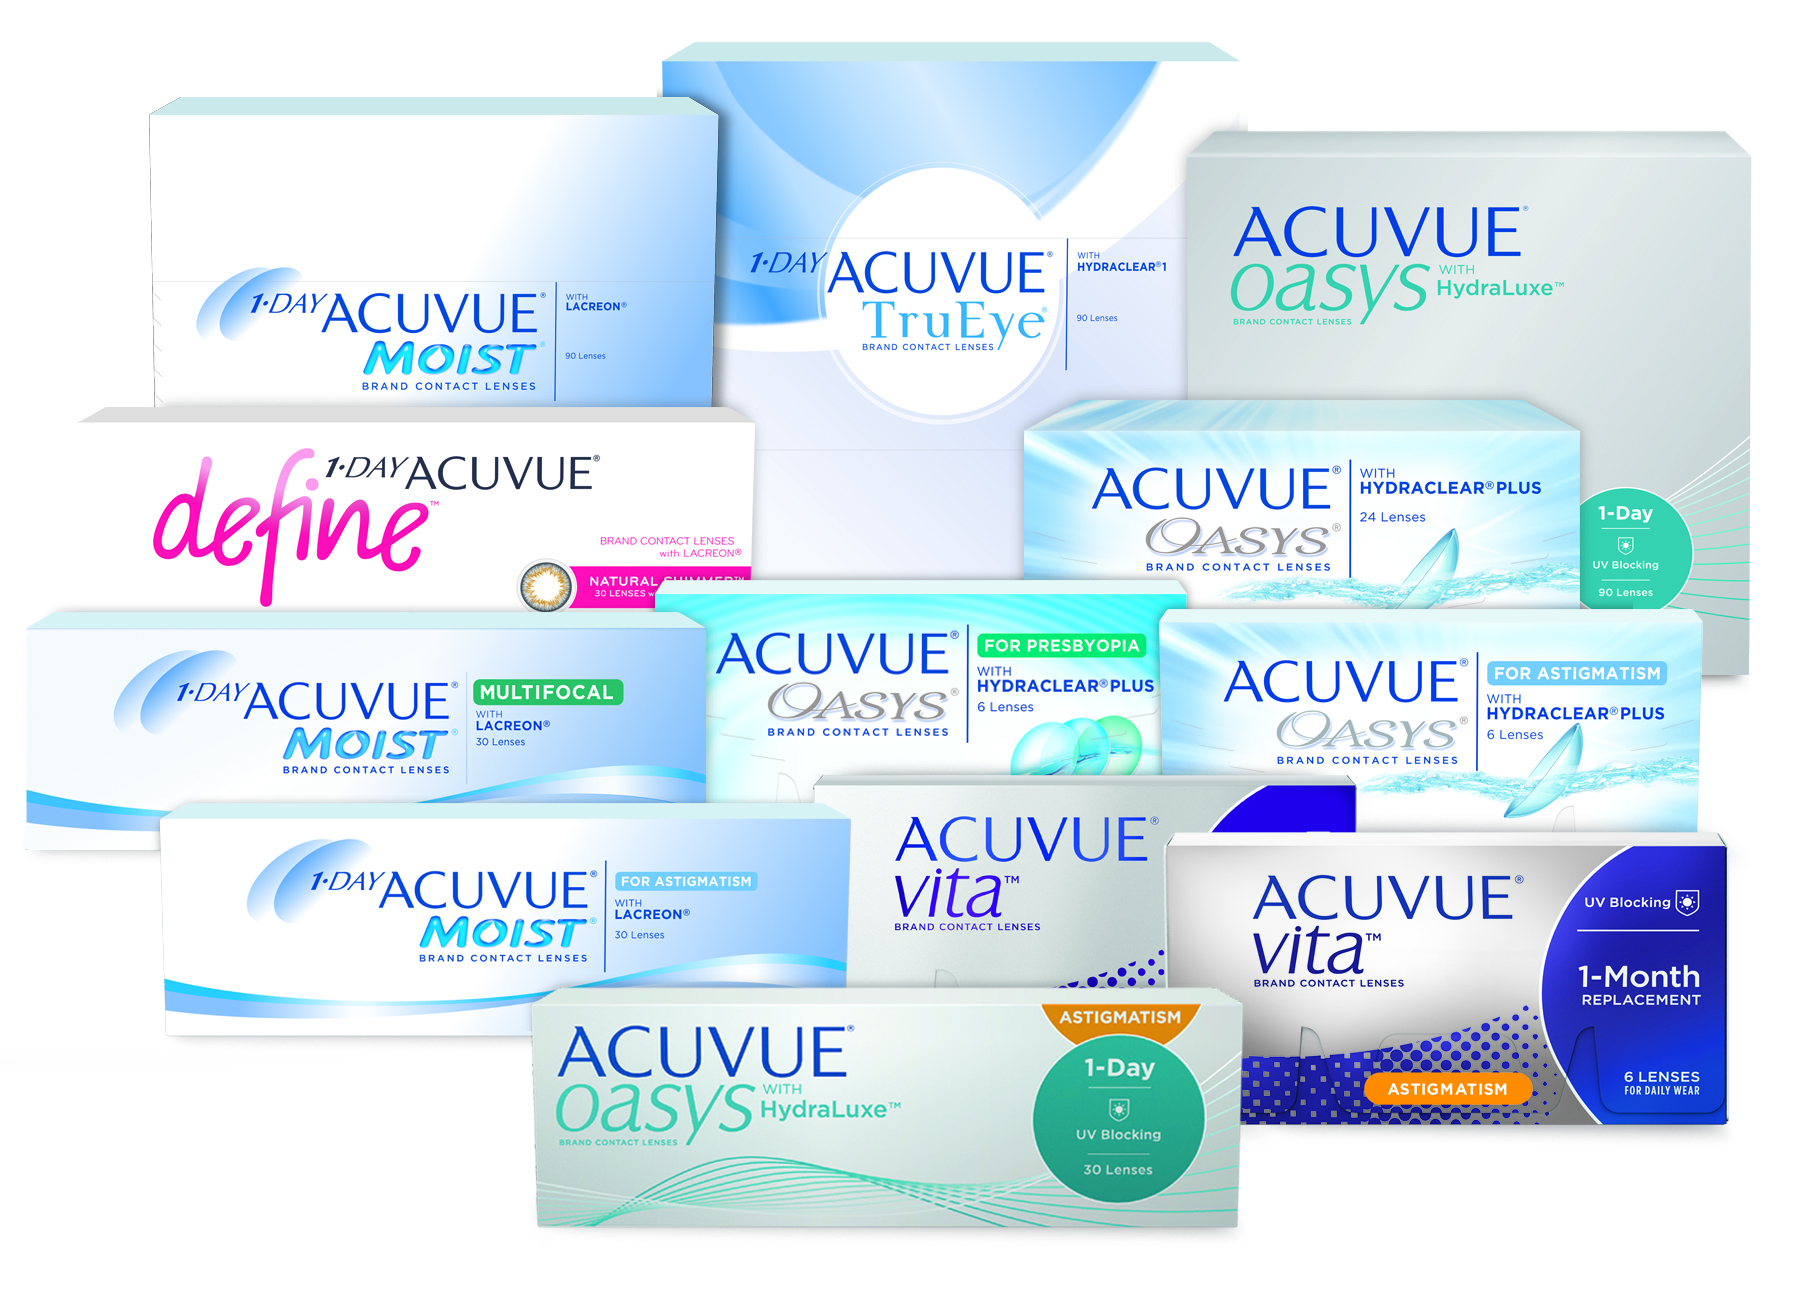 1·DAY ACUVUE®
MOIST®
BRAND CONTACT LENSES
WITH
LACREON®
90 Lenses
1·DAY ACUVUE®
TruEye®
BRAND CONTACT LENSES
WITH
HYDRACLEAR®1
90 Lenses
ACUVUE®
oasys WITH
HydraLuxe™
BRAND CONTACT LENSES
1-Day
UV Blocking
90 Lenses
1·DAY ACUVUE®
define™
BRAND CONTACT LENSES
with LACREON®
NATURAL
30 LENSES
ACUVUE®
OASYS®
BRAND CONTACT LENSES
WITH
HYDRACLEAR® PLUS
24 Lenses
1·DAY ACUVUE®
MOIST®
BRAND CONTACT LENSES
MULTIFOCAL
WITH
LACREON®
30 Lenses
ACUVUE®
OASYS®
BRAND CONTACT LENSES
FOR PRESBYOPIA
WITH
HYDRACLEAR® PLUS
6 Lenses
ACUVUE®
OASYS®
BRAND CONTACT LENSES
FOR ASTIGMATISM
WITH
HYDRACLEAR® PLUS
6 Lenses
1·DAY ACUVUE®
MOIST®
BRAND CONTACT LENSES
FOR ASTIGMATISM
WITH
LACREON®
30 Lenses
ACUVUE®
vita™
BRAND CONTACT LENSES
ACUVUE®
vita™
BRAND CONTACT LENSES
UV Blocking
1-Month
REPLACEMENT
ASTIGMATISM
6 LENSES
FOR DAILY WEAR
ACUVUE®
oasys WITH
HydraLuxe™
BRAND CONTACT LENSES
ASTIGMATISM
1-Day
UV Blocking
30 Lenses